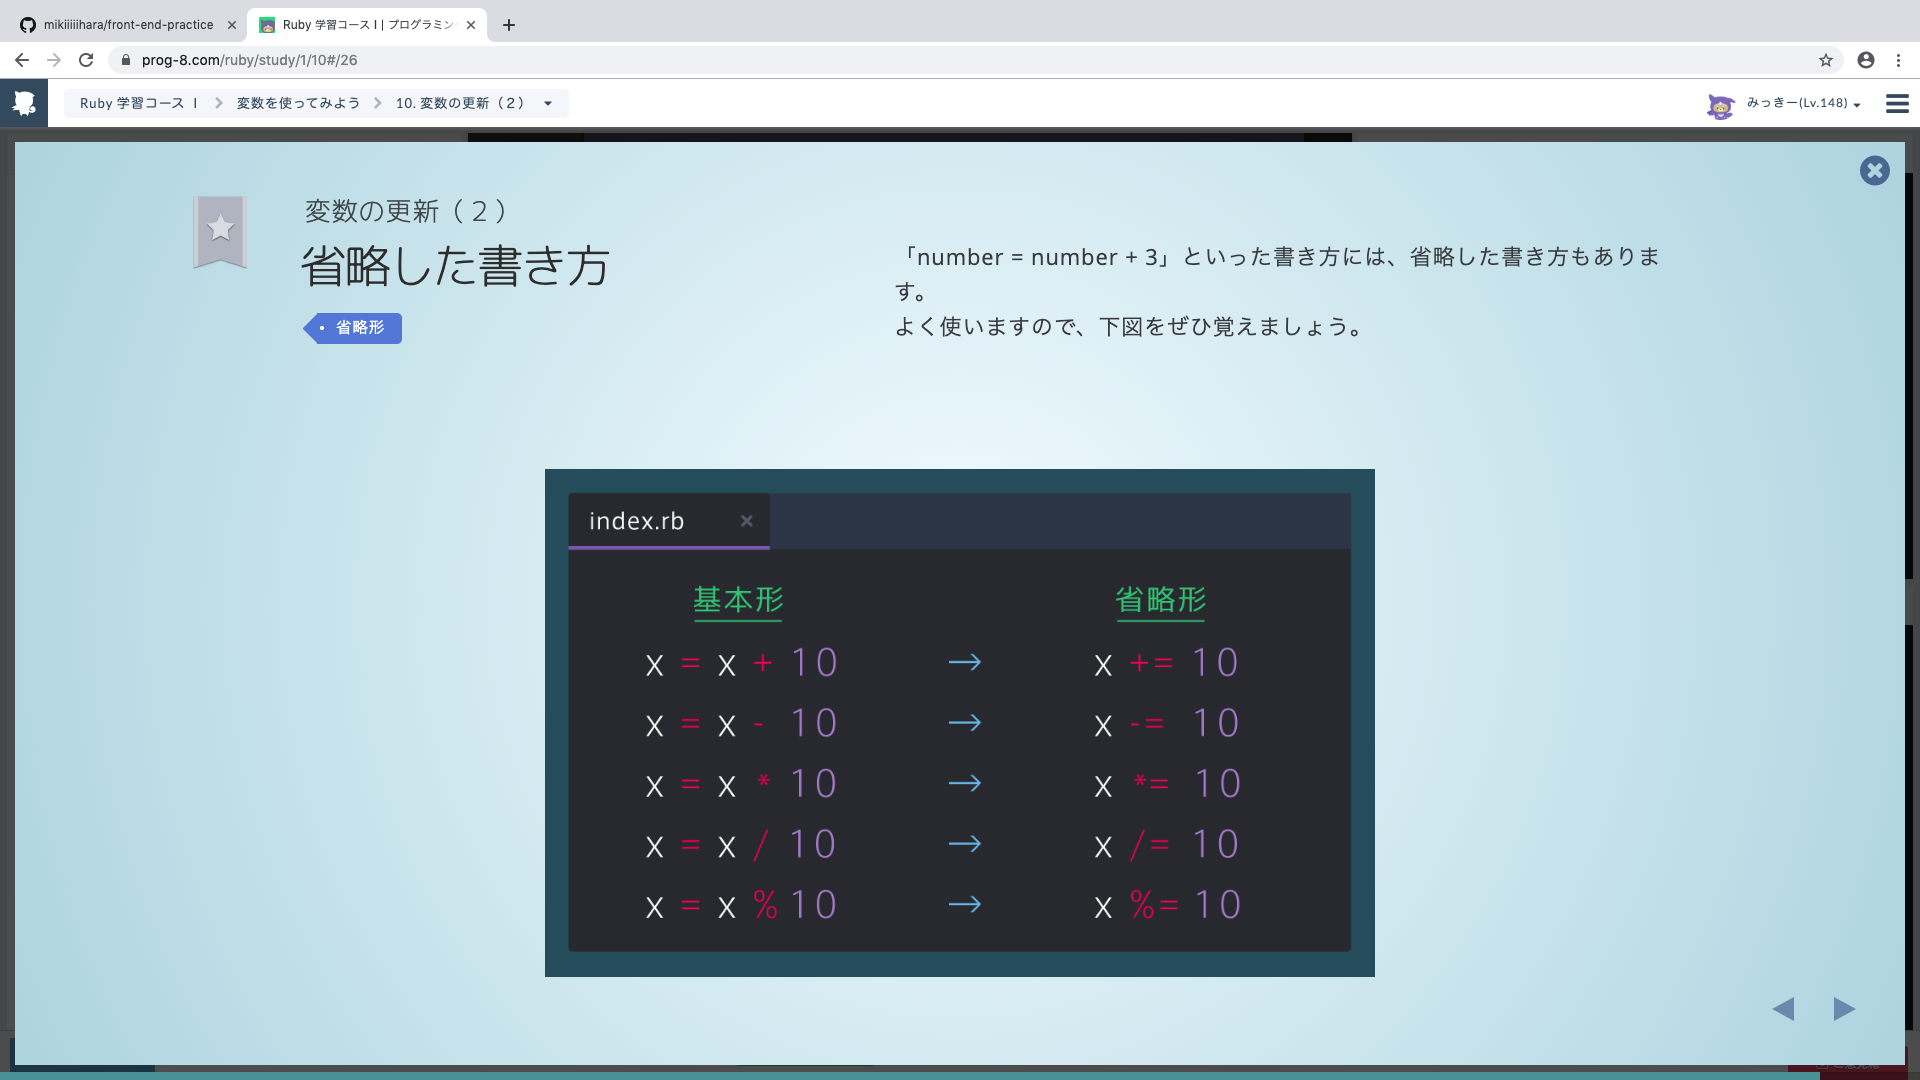 mikiiiiihara/front-end-practice
Ruby 学習コース I | プログラミン
prog-8.com/ruby/study/1/10#/26
Ruby 学習コース I
変数を使ってみよう
10. 変数の更新（２）
みっきー(Lv.148)
変数の更新（２）
省略した書き方
省略形
「number = number + 3」といった書き方には、省略した書き方もありま
す。
よく使いますので、下図をぜひ覚えましょう。
index.rb
基本形 省略形
x = x + 10 → x += 10
x = x - 10 → x -= 10
x = x * 10 → x *= 10
x = x / 10 → x /= 10
x = x % 10 → x %= 10